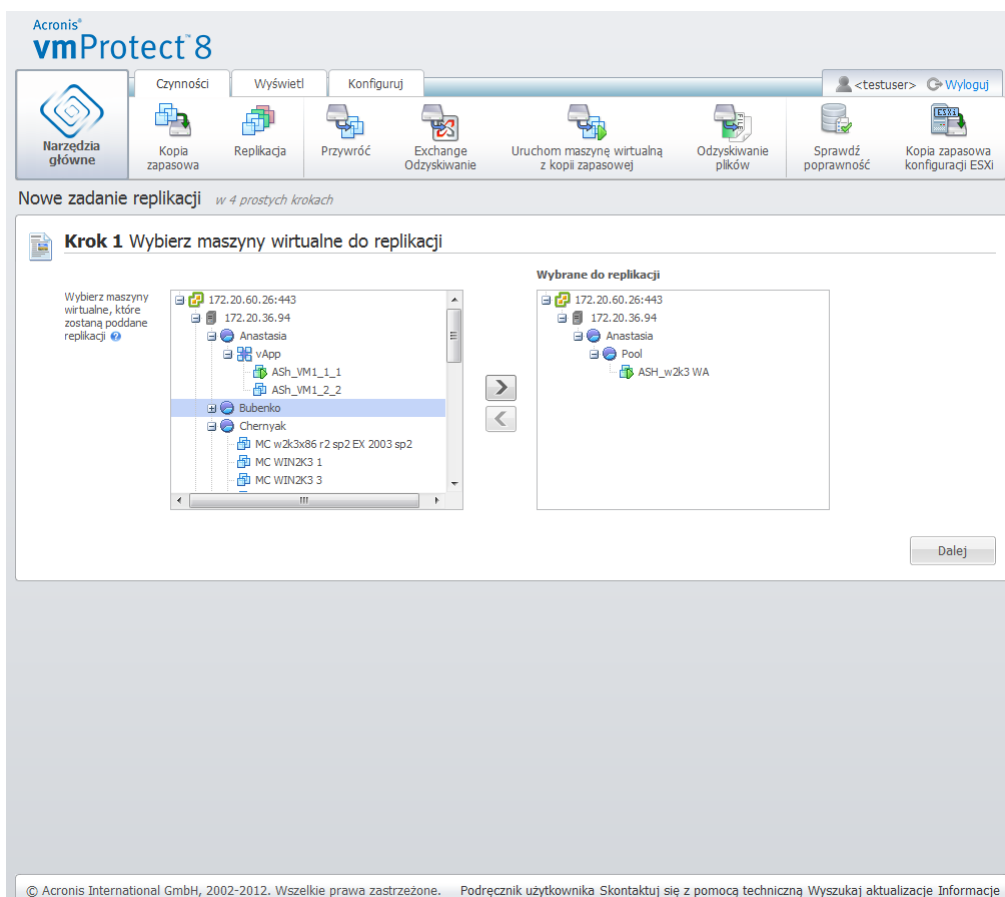 Acronis®
vmProtect™ 8
Narzędzia główne
Czynności
Wyświetl
Konfiguruj
<testuser>
Wyloguj
Kopia zapasowa
Replikacja
Przywróć
Exchange Odzyskiwanie
Uruchom maszynę wirtualną z kopii zapasowej
Odzyskiwanie plików
Sprawdź poprawność
ESXi
Kopia zapasowa konfiguracji ESXi
Nowe zadanie replikacji w 4 prostych krokach
Krok 1 Wybierz maszyny wirtualne do replikacji
Wybierz maszyny
wirtualne, które
zostaną poddane
replikacji
172.20.60.26:443
172.20.36.94
Anastasia
vApp
ASh_VM1_1_1
ASh_VM1_2_2
Bubenko
Chernyak
MC w2k3x86 r2 sp2 EX 2003 sp2
MC WIN2K3 1
MC WIN2K3 3
Wybrane do replikacji
172.20.60.26:443
172.20.36.94
Anastasia
Pool
ASH_w2k3 WA
Dalej
© Acronis International GmbH, 2002-2012. Wszelkie prawa zastrzeżone. Podręcznik użytkownika Skontaktuj się z pomocą techniczną Wyszukaj aktualizacje Informacje